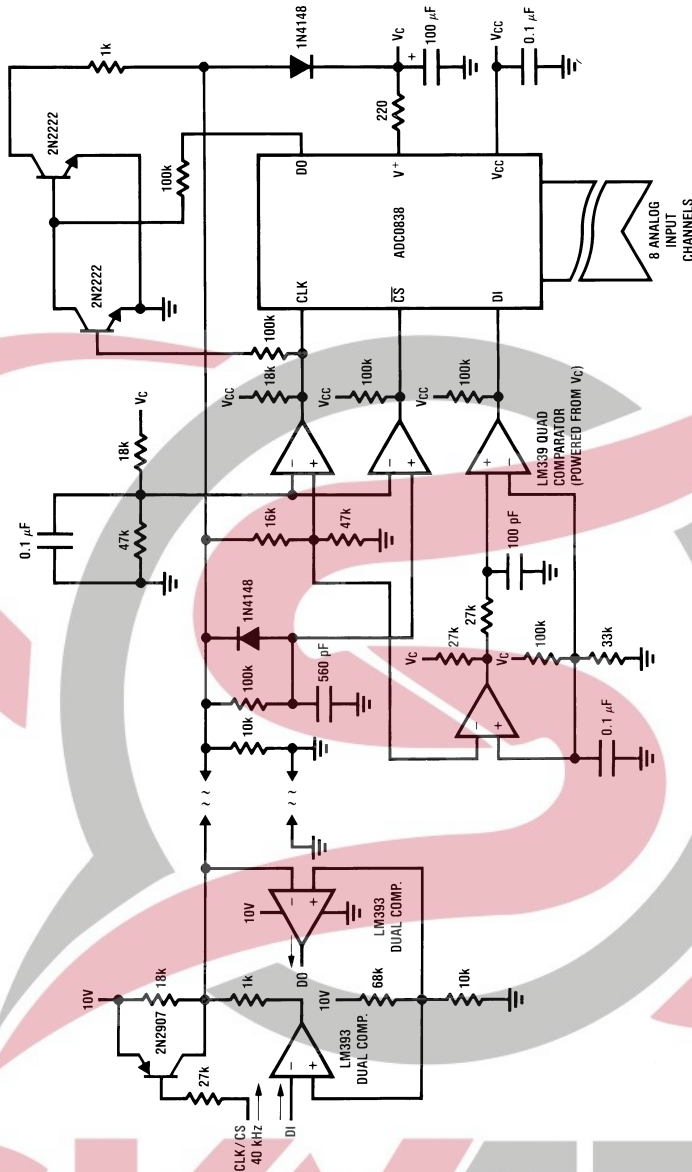 1k
2N2222
2N2222
100k
1N4148
VC
+
100 μF
220
DO
V+
VCC
VCC
0.1 μF
ADC0838
CLK
CS
DI
8 ANALOG
INPUT
CHANNELS
100k
VCC
18k
VCC
100k
VCC
100k
LM339 QUAD
COMPARATOR
(POWERED FROM VC)
VC
18k
47k
0.1 μF
16k
47k
−
+
−
+
+
−
1N4148
100k
560 pF
10k
27k
100 pF
VC
27k
VC
100k
33k
0.1 μF
−
+
~ ~
~ ~
10V
18k
2N2907
27k
CLK/CS
40 kHz
DI
1k
−
+
LM393
DUAL COMP.
10V
DO
−
+
LM393
DUAL COMP.
10V
68k
10k